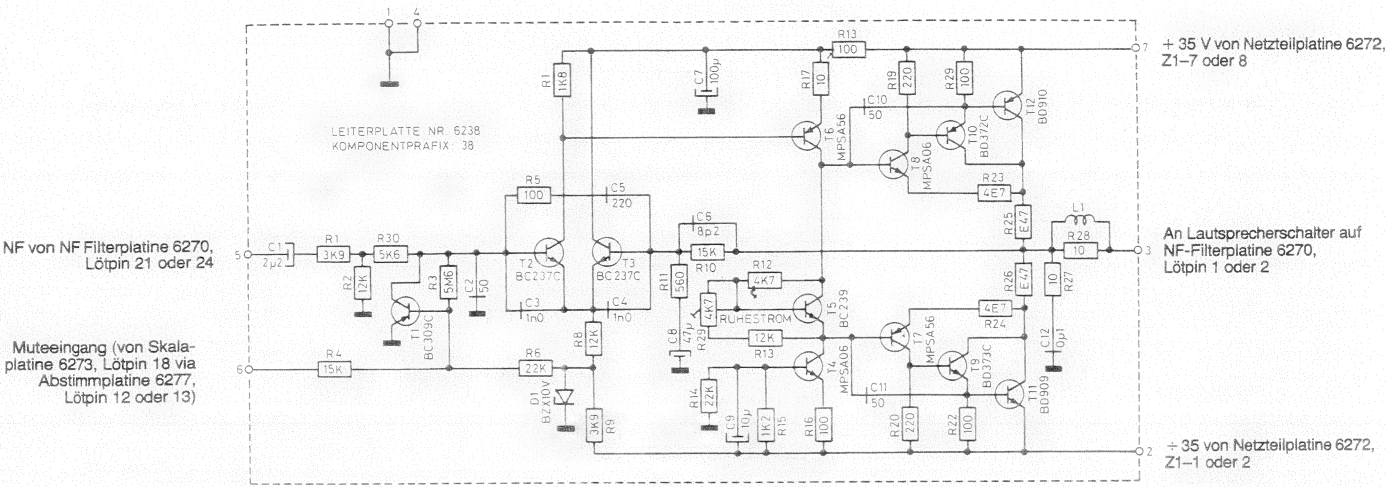 1
4
R13
100
7
+ 35 V von Netzteilplatine 6272,
Z1–7 oder 8
R1
1K8
C7
100µ
R17
10
R19
220
R29
100
T12
BD910
C10
50
T6
MPSA56
T10
BD372C
T8
MPSA06
LEITERPLATTE NR. 6238
KOMPONENTPRAFIX: 38
R5
100
C5
220
R23
4E7
R25
E47
L1
R28
10
3
An Lautsprecherschalter auf
NF-Filterplatine 6270,
Lötpin 1 oder 2
C6
8p2
15K
R10
NF von NF Filterplatine 6270,
Lötpin 21 oder 24
5
C1
2µ2
R1
3K9
R30
5K6
R2
12K
R3
5M6
C2
50
T2
BC237C
T3
BC237C
T1
BC309C
C3
1n0
C4
1n0
R11
560
C8
47µ
R12
4K7
4K7
R29
RUHESTROM
T5
BC239
12K
R13
R26
E47
10
R27
C12
0µ1
4E7
R24
T7
MPSA56
T9
BD373C
T11
BD909
C11
50
Muteeingang (von Skala-
platine 6273, Lötpin 18 via
Abstimmplatine 6277,
Lötpin 12 oder 13)
6
R4
15K
R6
22K
R8
12K
D1
BZX10V
3K9
R9
R14
22K
C9
10µ
1K2
R15
T4
MPSA06
R16
100
R20
220
R22
100
2
÷ 35 von Netzteilplatine 6272,
Z1–1 oder 2